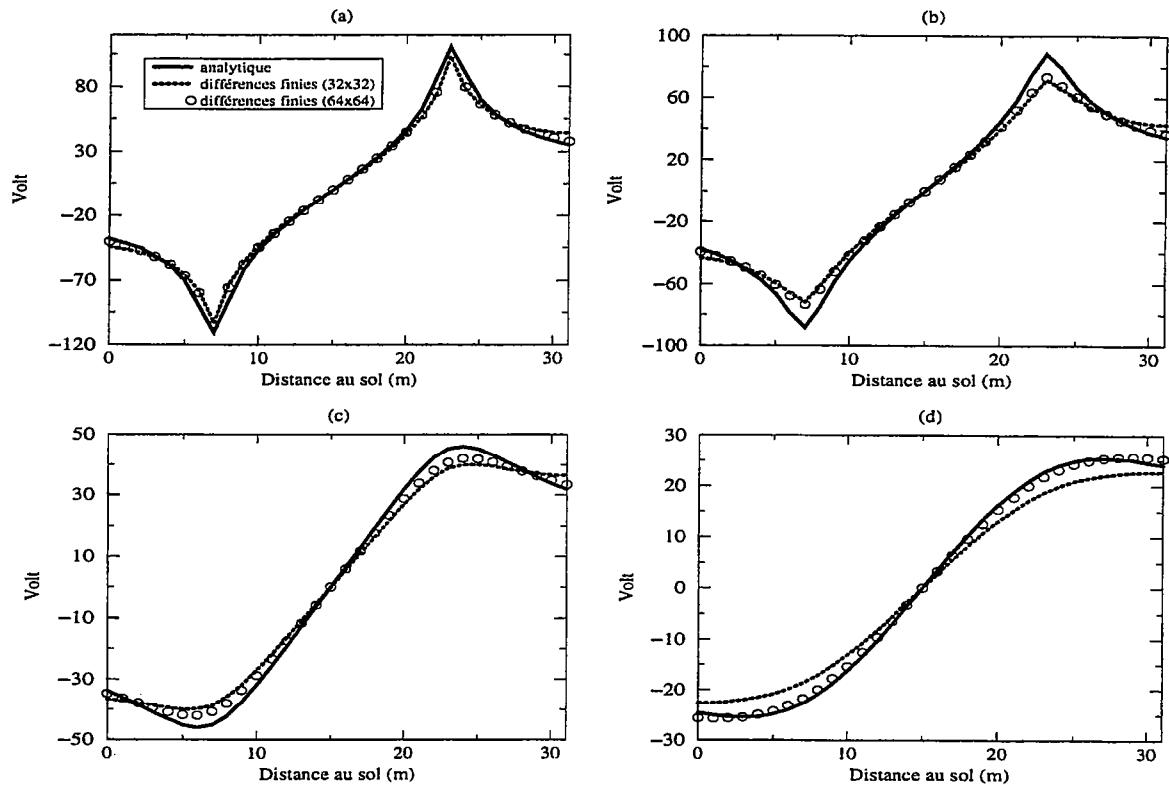 (a)
80
30
−20
−70
−120
Volt
analytique
différences finies (32x32)
différences finies (64x64)
0
10
20
30
Distance au sol (m)
(b)
100
60
20
−20
−60
−100
Volt
0
10
20
30
Distance au sol (m)
(c)
50
30
10
−10
−30
−50
Volt
0
10
20
30
Distance au sol (m)
(d)
30
20
10
0
−10
−20
−30
Volt
0
10
20
30
Distance au sol (m)